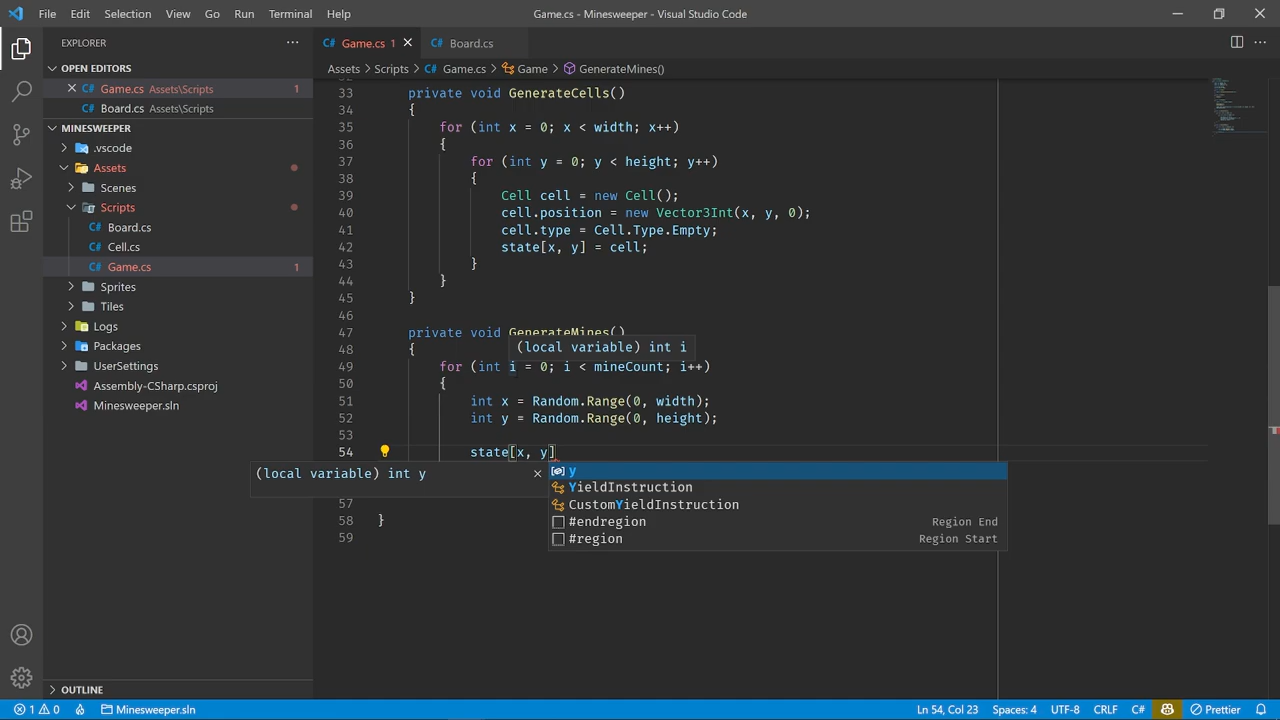 File Edit Selection View Go Run Terminal Help
Game.cs - Minesweeper - Visual Studio Code
EXPLORER
OPEN EDITORS
Game.cs Assets\Scripts 1
Board.cs Assets\Scripts
MINESWEEPER
.vscode
Assets
Scenes
Scripts
Board.cs
Cell.cs
Game.cs 1
Sprites
Tiles
Logs
Packages
UserSettings
Assembly-CSharp.csproj
Minesweeper.sln
OUTLINE
C# Game.cs 1
C# Board.cs
Assets > Scripts > C# Game.cs > Game > GenerateMines()
33 private void GenerateCells()
34 {
35 for (int x = 0; x < width; x++)
36 {
37 for (int y = 0; y < height; y++)
38 {
39 Cell cell = new Cell();
40 cell.position = new Vector3Int(x, y, 0);
41 cell.type = Cell.Type.Empty;
42 state[x, y] = cell;
43 }
44 }
45 }
46
47 private void GenerateMines()
(local variable) int i
48 {
49 for (int i = 0; i < mineCount; i++)
50 {
51 int x = Random.Range(0, width);
52 int y = Random.Range(0, height);
53
54 state[x, y]
(local variable) int y
y
YieldInstruction
CustomYieldInstruction
#endregion Region End
#region Region Start
57
58 }
59
1 0 Minesweeper.sln
Ln 54, Col 23 Spaces: 4 UTF-8 CRLF C# Prettier